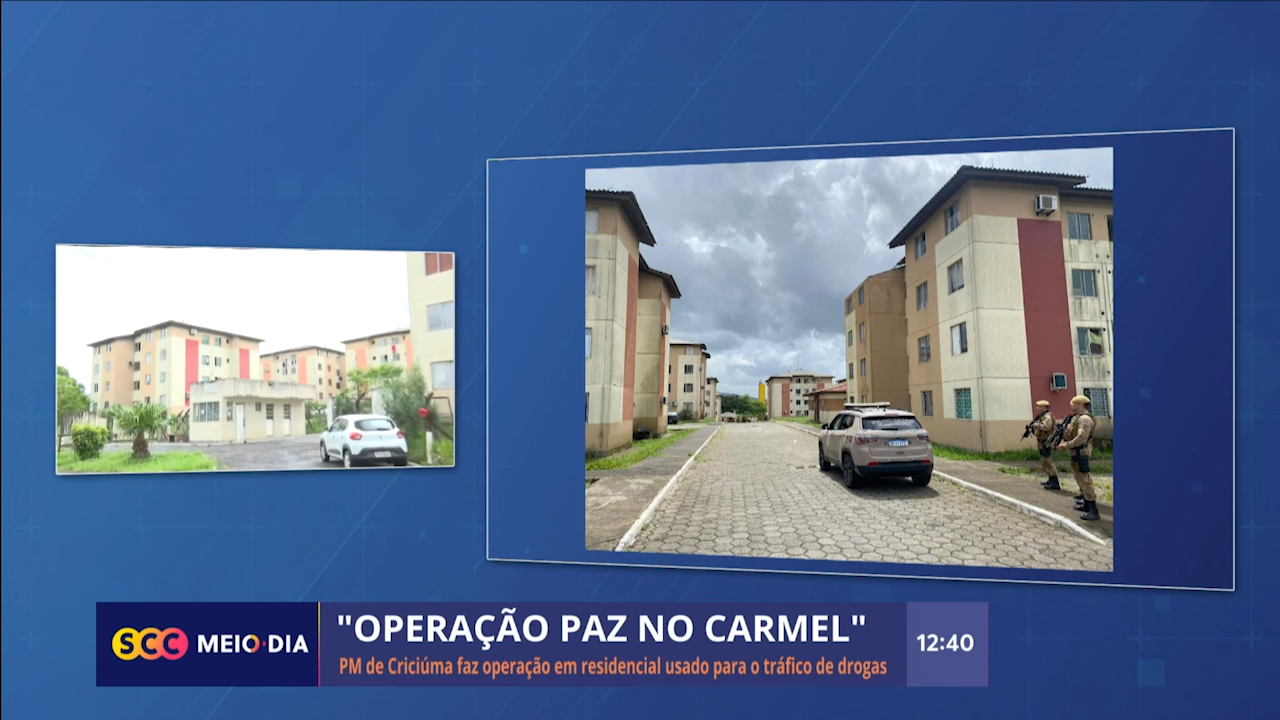 SCC MEIO-DIA
"OPERAÇÃO PAZ NO CARMEL"
PM de Criciúma faz operação em residencial usado para o tráfico de drogas
12:40